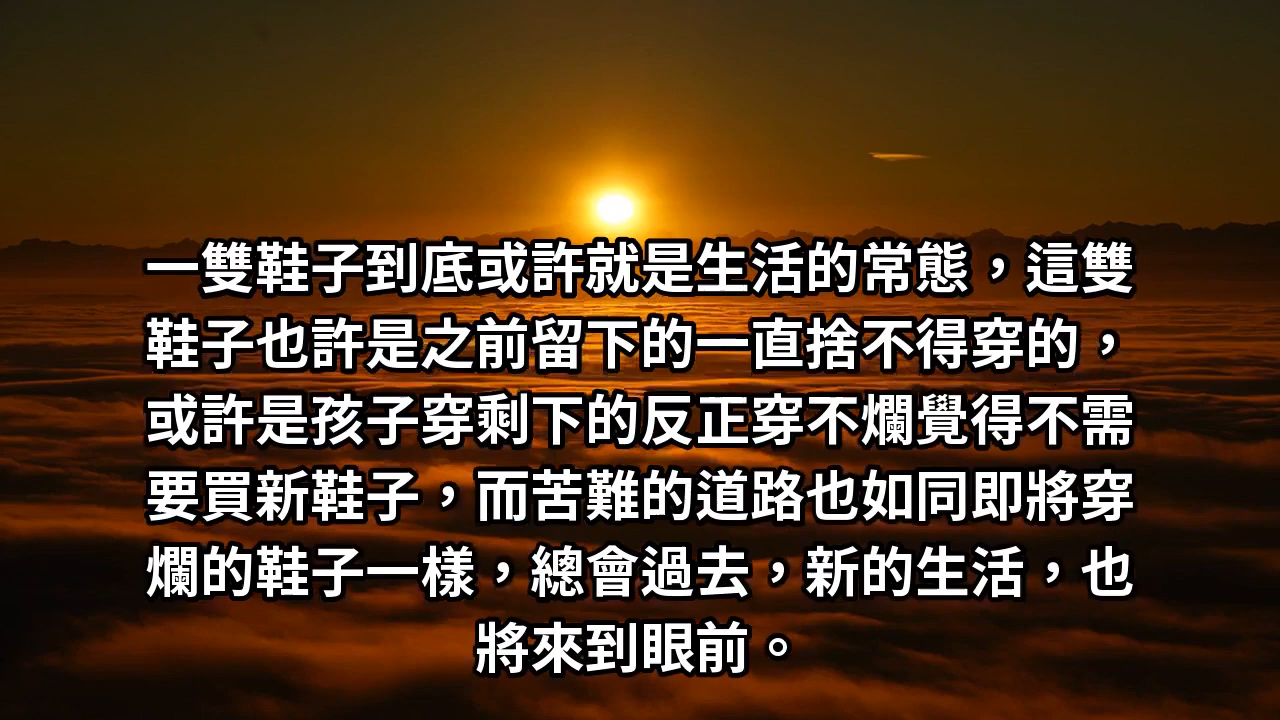 一雙鞋子到底或許就是生活的常態，這雙
鞋子也許是之前留下的一直捨不得穿的，
或許是孩子穿剩下的反正穿不爛覺得不需
要買新鞋子，而苦難的道路也如同即將穿
爛的鞋子一樣，總會過去，新的生活，也
將來到眼前。